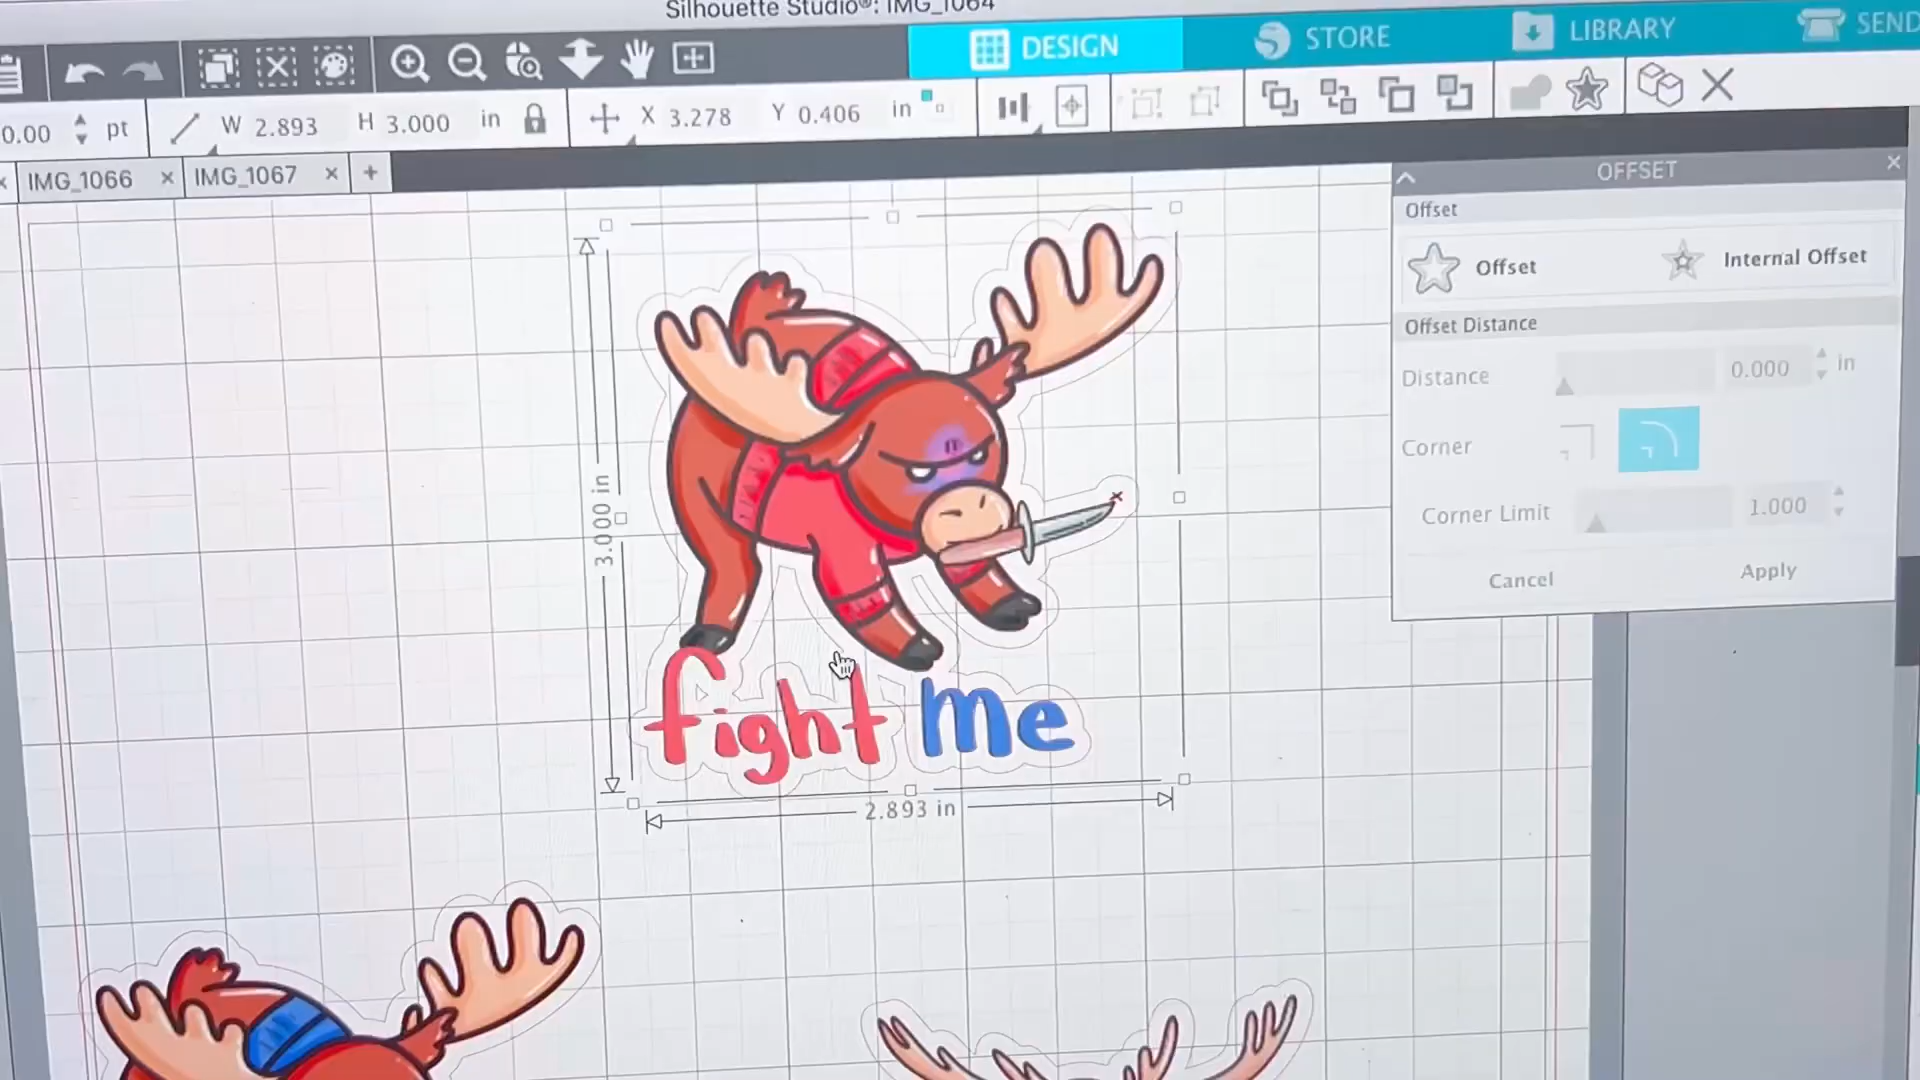 Silhouette Studio®: IMG_1064
DESIGN
STORE
LIBRARY
SEND
0.00 pt
W 2.893 H 3.000 in
X 3.278 Y 0.406 in
IMG_1066
IMG_1067
OFFSET
Offset
Offset
Internal Offset
Offset Distance
Distance 0.000 in
Corner
Corner Limit 1.000
Cancel Apply
3.000 in
fight me
2.893 in